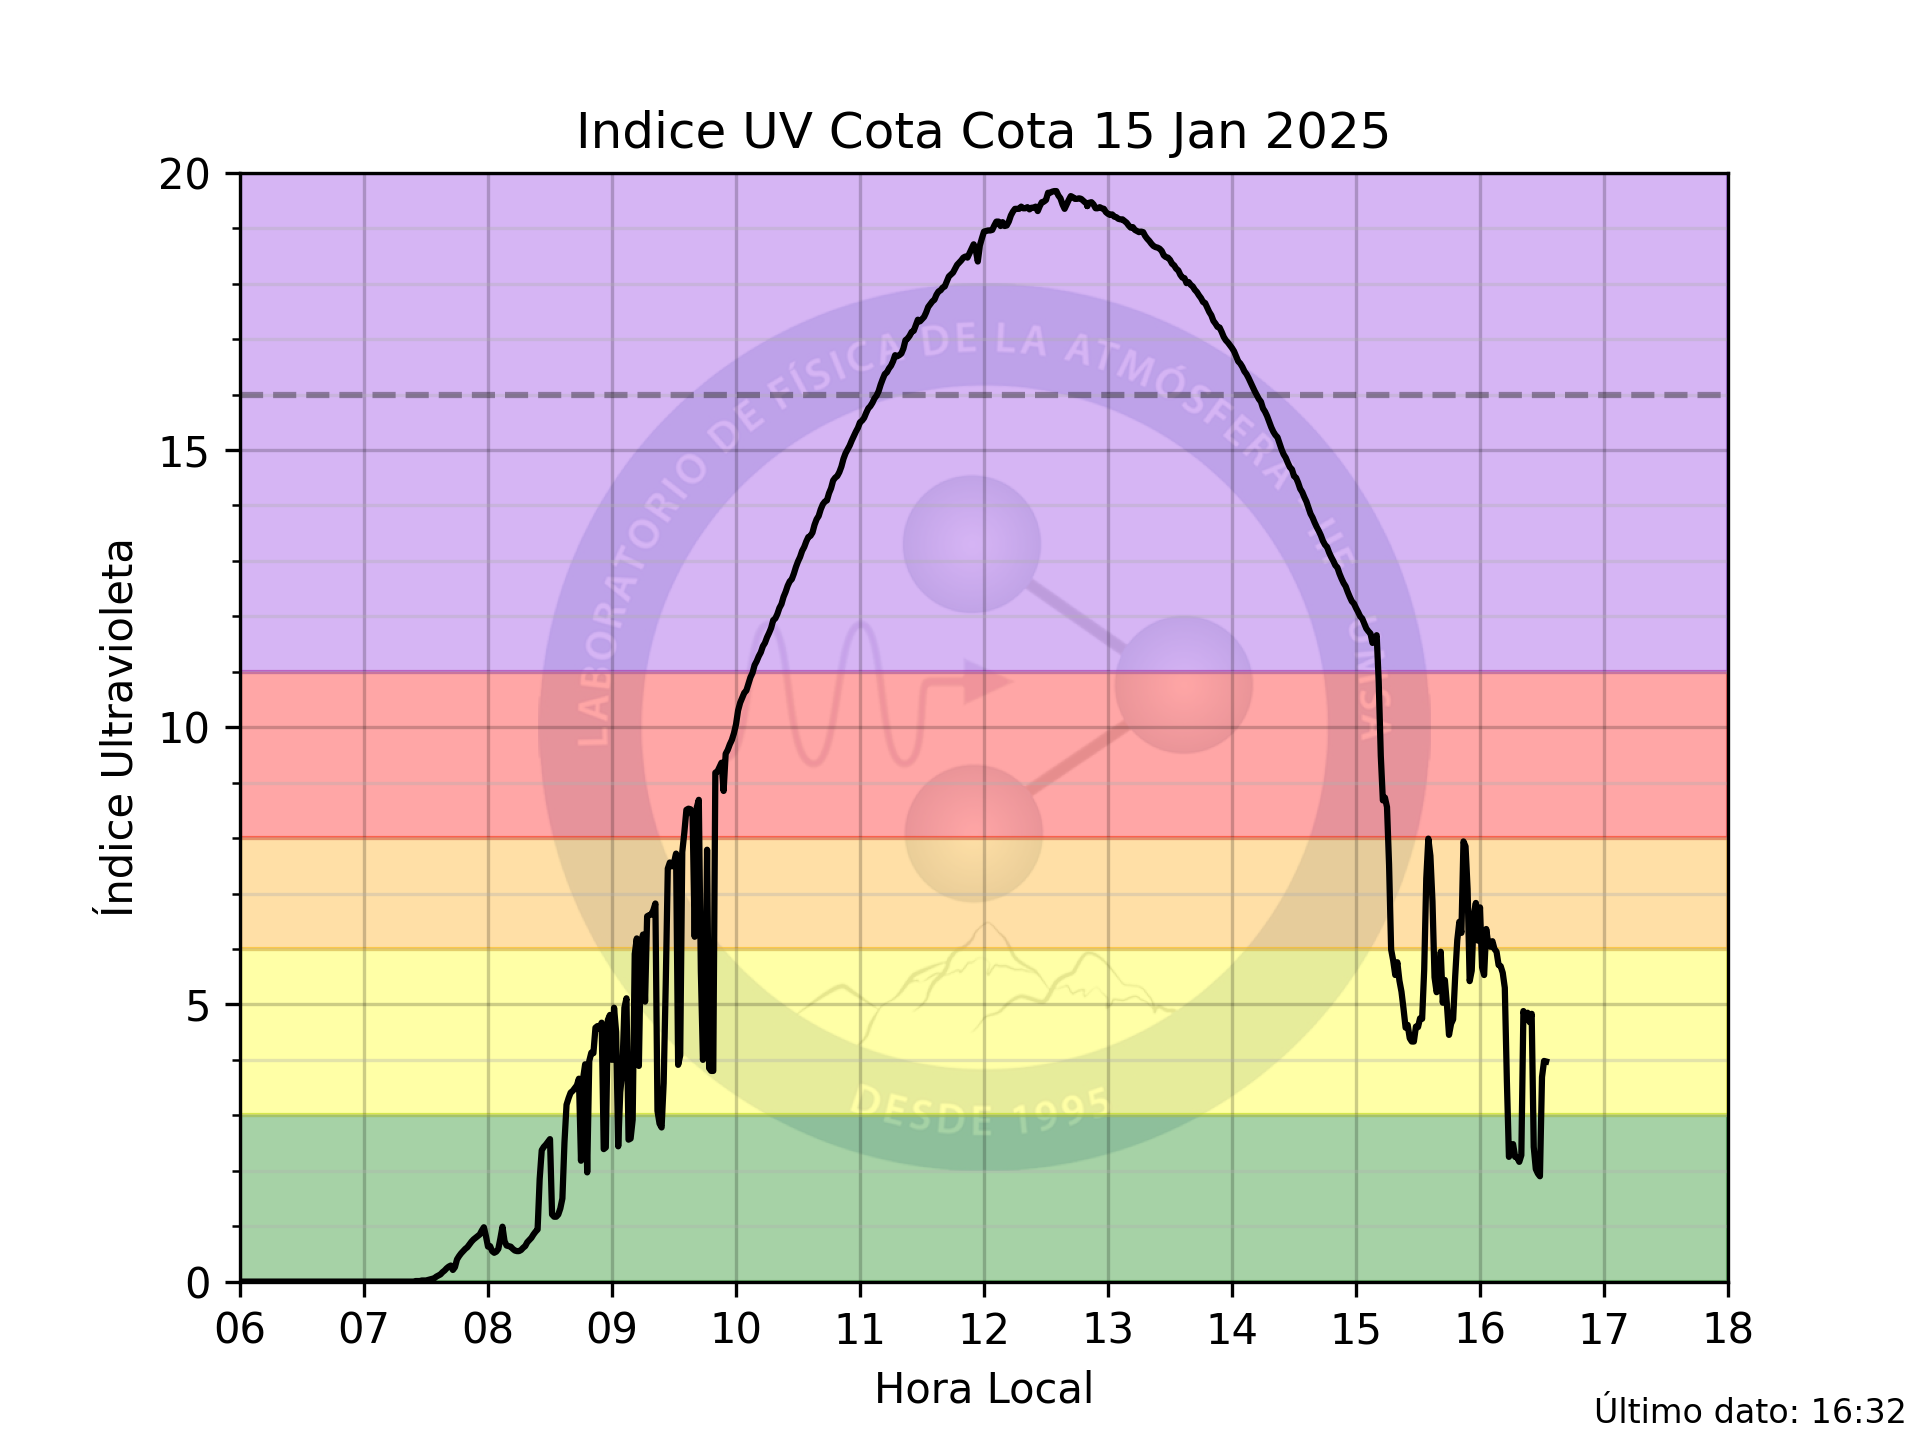 Indice UV Cota Cota 15 Jan 2025
20
15
10
5
0
Índice Ultravioleta
LABORATORIO DE FÍSICA DE LA ATMÓSFERA IIF UMSA
DESDE 1995
06 07 08 09 10 11 12 13 14 15 16 17 18
Hora Local
Último dato: 16:32